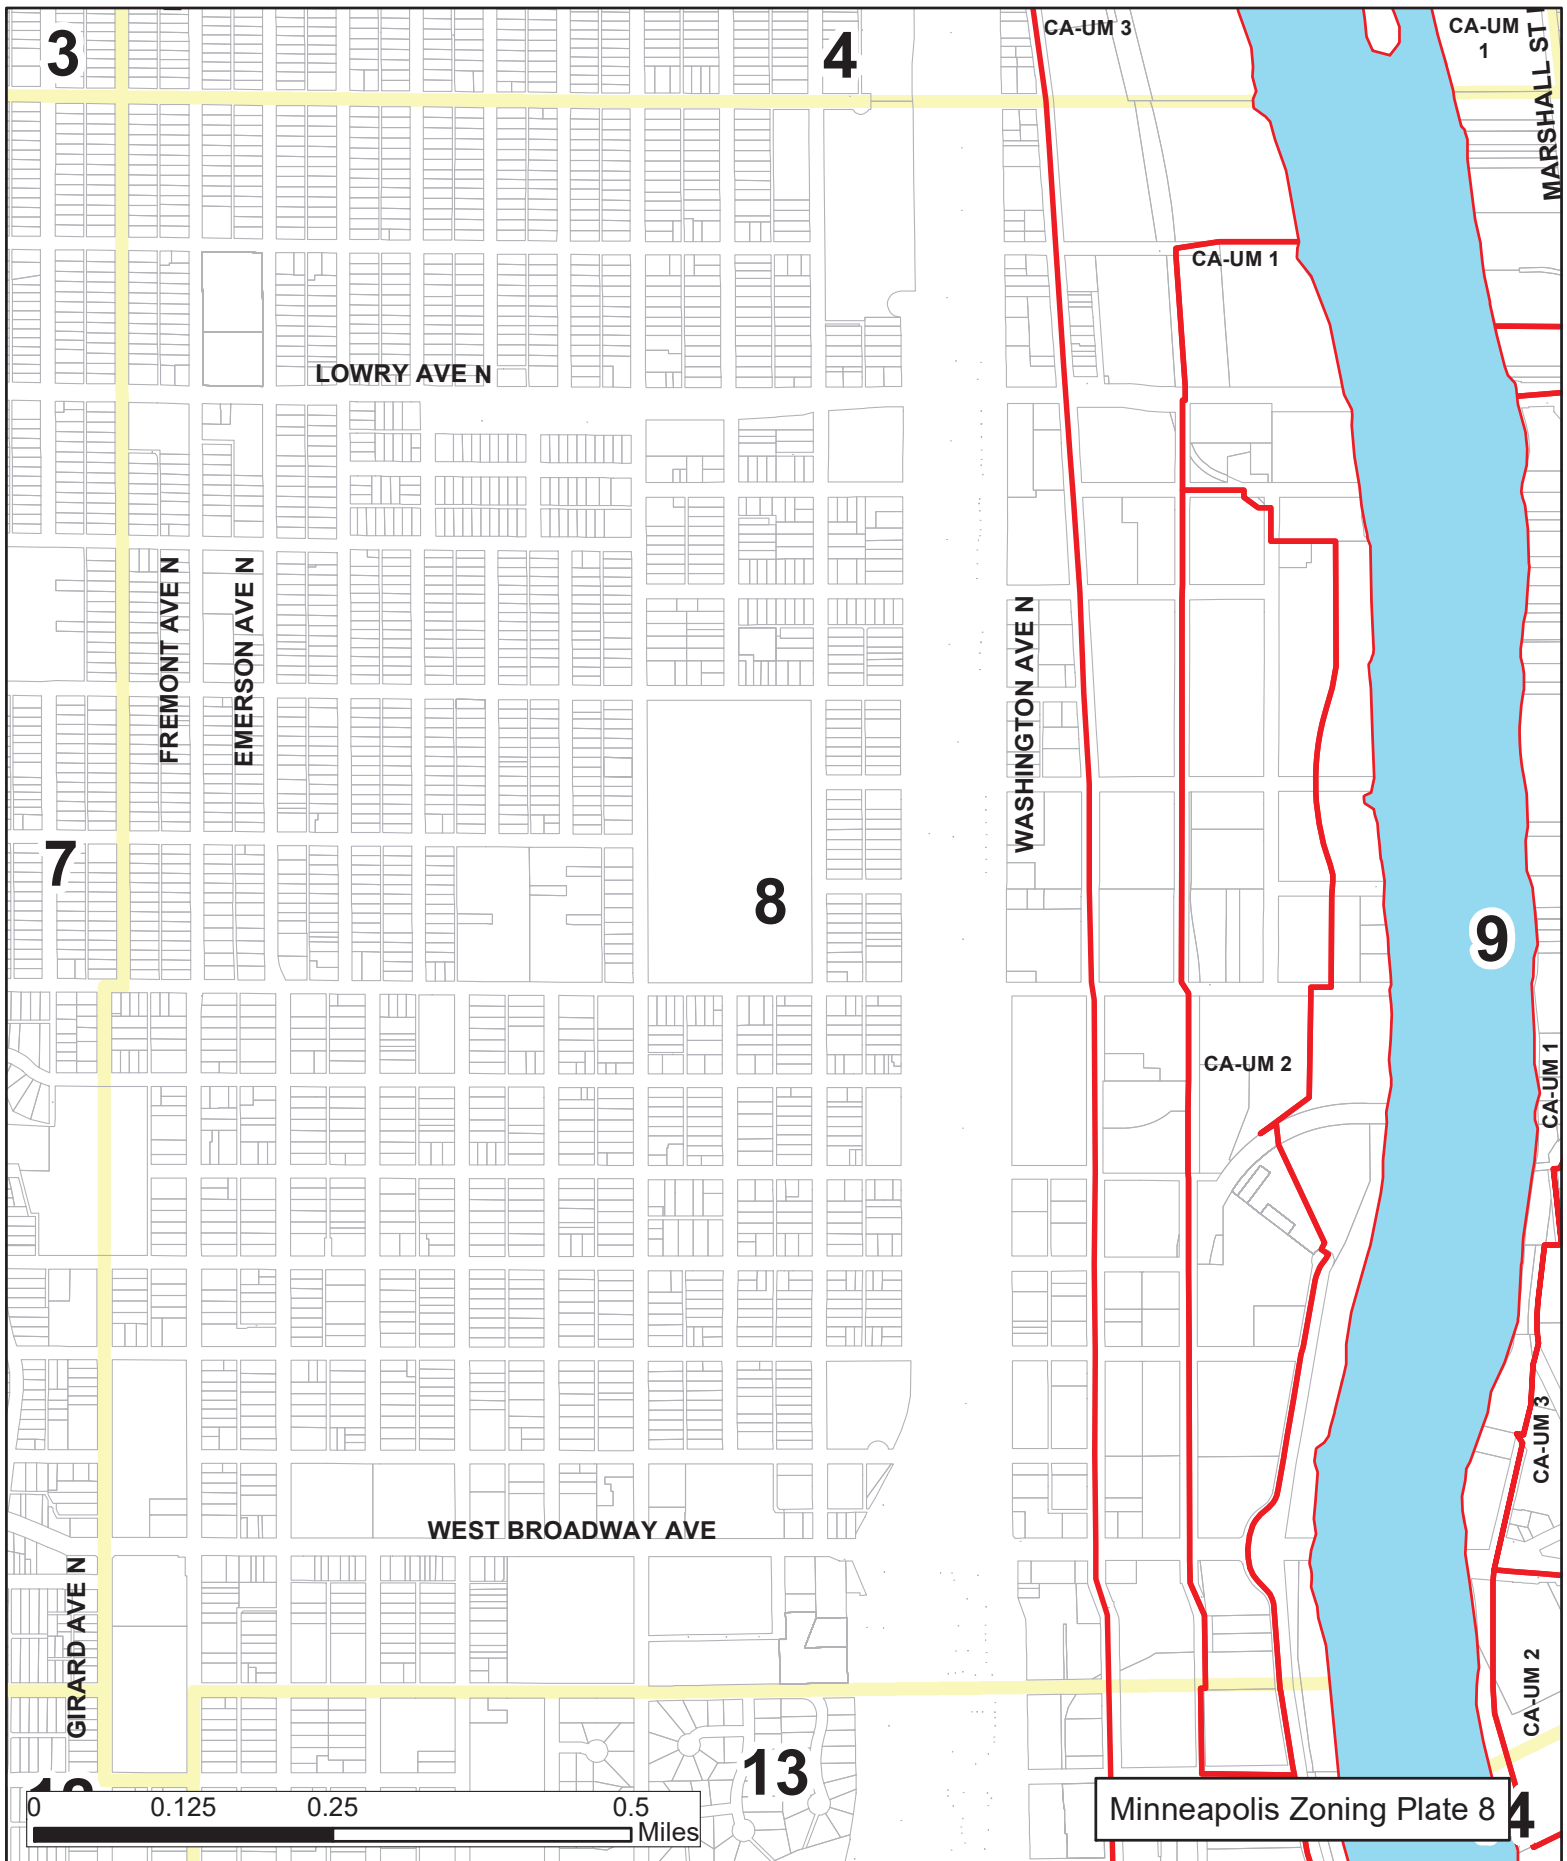 3
4
CA-UM 3
CA-UM
1
MARSHALL ST
CA-UM 1
LOWRY AVE N
FREMONT AVE N
EMERSON AVE N
WASHINGTON AVE N
7
8
9
CA-UM 2
CA-UM 1
CA-UM 3
WEST BROADWAY AVE
GIRARD AVE N
CA-UM 2
13
0 0.125 0.25 0.5
Miles
Minneapolis Zoning Plate 8
4